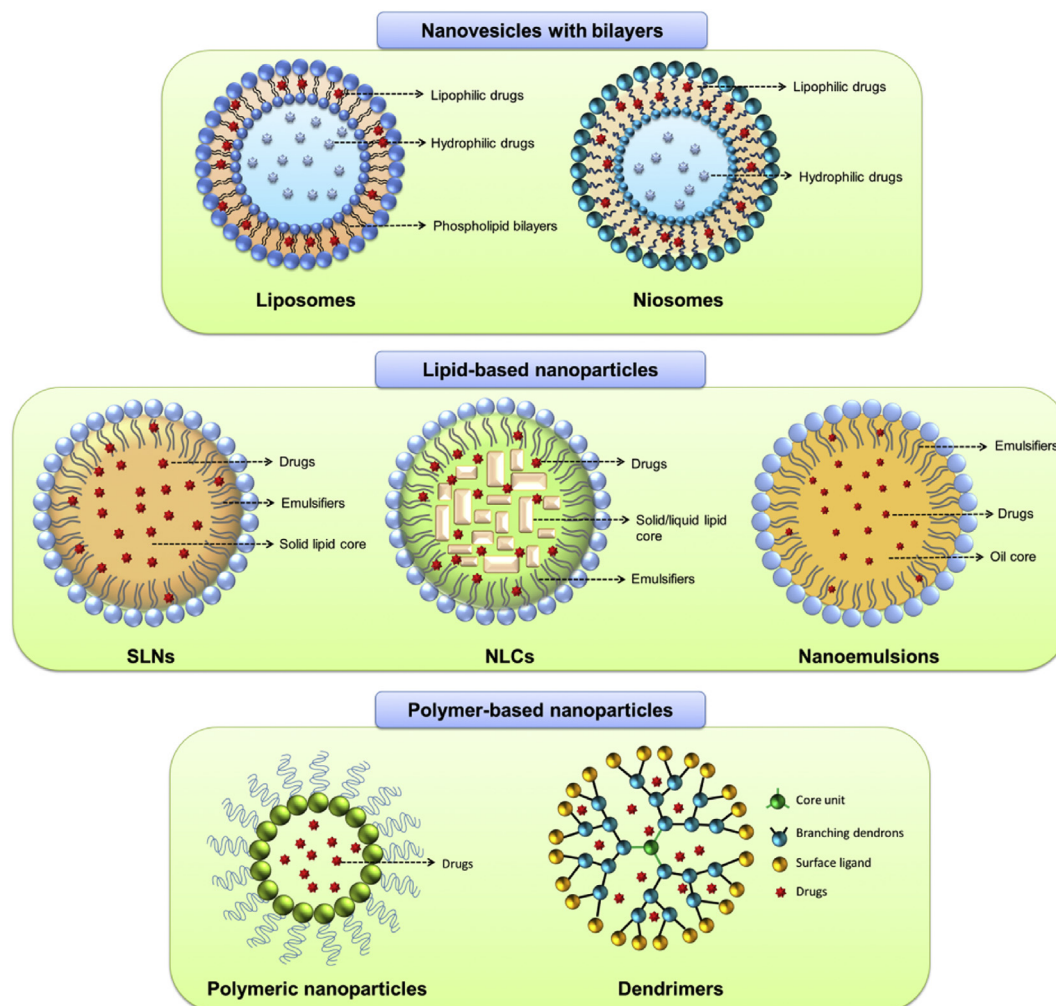 Nanovesicles with bilayers
Lipophilic drugs
Hydrophilic drugs
Phospholipid bilayers
Liposomes
Lipophilic drugs
Hydrophilic drugs
Niosomes
Lipid-based nanoparticles
Drugs
Emulsifiers
Solid lipid core
SLNs
Drugs
Solid/liquid lipid
core
Emulsifiers
NLCs
Emulsifiers
Drugs
Oil core
Nanoemulsions
Polymer-based nanoparticles
Drugs
Polymeric nanoparticles
Core unit
Branching dendrons
Surface ligand
Drugs
Dendrimers